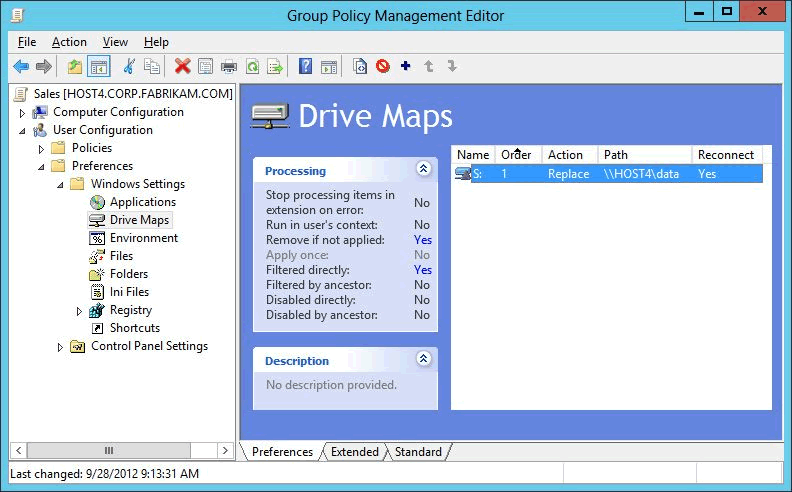 Group Policy Management Editor
File Action View Help
Sales [HOST4.CORP.FABRIKAM.COM]
Computer Configuration
User Configuration
Policies
Preferences
Windows Settings
Applications
Drive Maps
Environment
Files
Folders
Ini Files
Registry
Shortcuts
Control Panel Settings
Drive Maps
Processing
Stop processing items in
extension on error: No
Run in user's context: No
Remove if not applied: Yes
Apply once: No
Filtered directly: Yes
Filtered by ancestor: No
Disabled directly: No
Disabled by ancestor: No
Description
No description provided.
Name Order Action Path Reconnect
S: 1 Replace \\HOST4\data Yes
Preferences Extended Standard
Last changed: 9/28/2012 9:13:31 AM